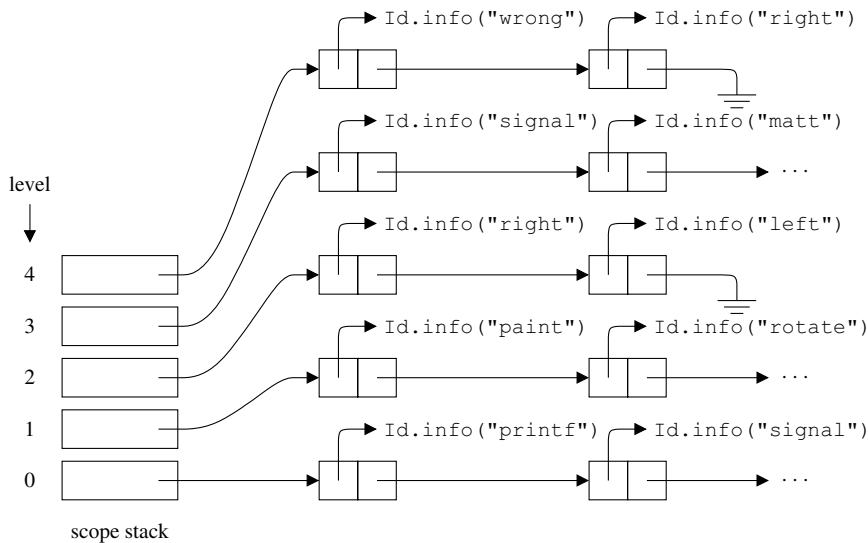 Id.info("wrong") Id.info("right")
Id.info("signal") Id.info("matt")
...
level
Id.info("right") Id.info("left")
4
3
Id.info("paint") Id.info("rotate")
2
...
1
Id.info("printf") Id.info("signal")
0
...
scope stack